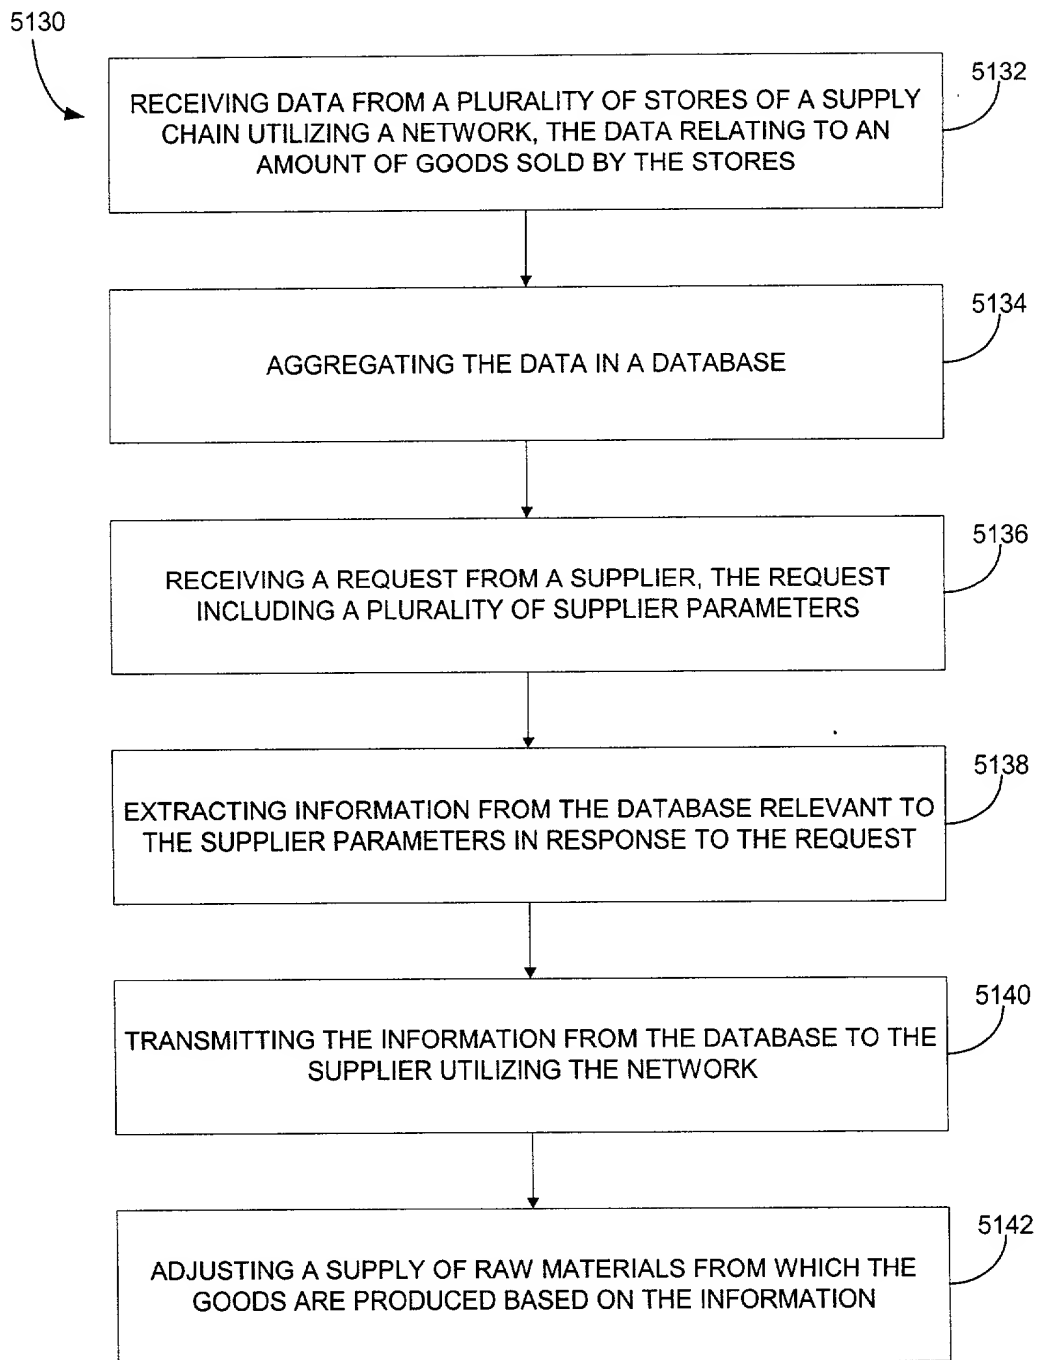 5130
5132
RECEIVING DATA FROM A PLURALITY OF STORES OF A SUPPLY
CHAIN UTILIZING A NETWORK, THE DATA RELATING TO AN
AMOUNT OF GOODS SOLD BY THE STORES
5134
AGGREGATING THE DATA IN A DATABASE
5136
RECEIVING A REQUEST FROM A SUPPLIER, THE REQUEST
INCLUDING A PLURALITY OF SUPPLIER PARAMETERS
5138
EXTRACTING INFORMATION FROM THE DATABASE RELEVANT TO
THE SUPPLIER PARAMETERS IN RESPONSE TO THE REQUEST
5140
TRANSMITTING THE INFORMATION FROM THE DATABASE TO THE
SUPPLIER UTILIZING THE NETWORK
5142
ADJUSTING A SUPPLY OF RAW MATERIALS FROM WHICH THE
GOODS ARE PRODUCED BASED ON THE INFORMATION